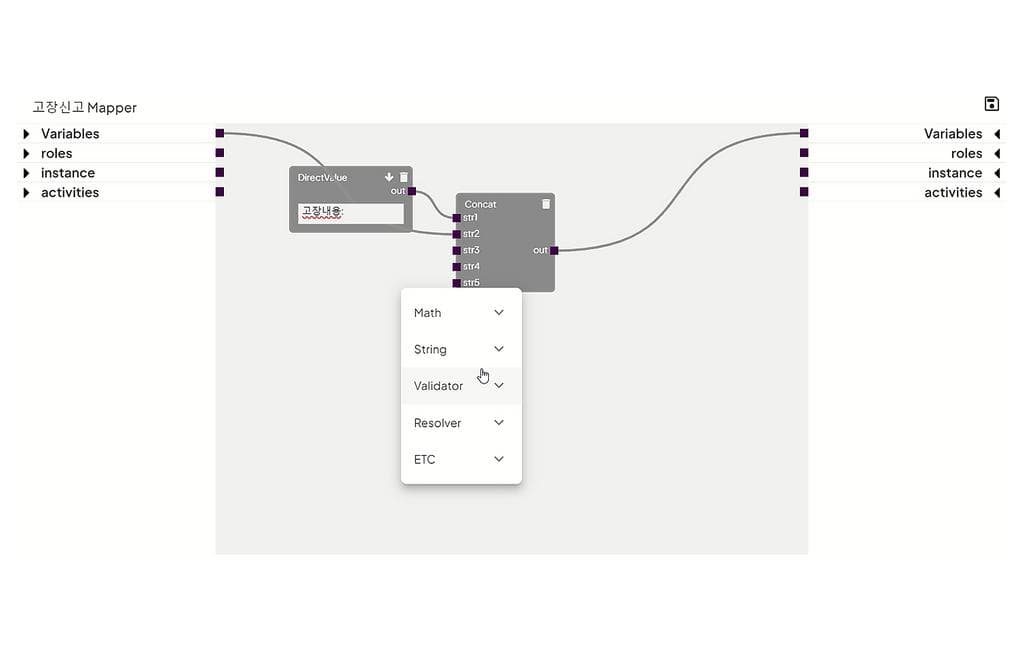 고장신고 Mapper
Variables
roles
instance
activities
DirectValue
out
고장내용:
Concat
str1
str2
str3
str4
str5
out
Math
String
Validator
Resolver
ETC
Variables
roles
instance
activities